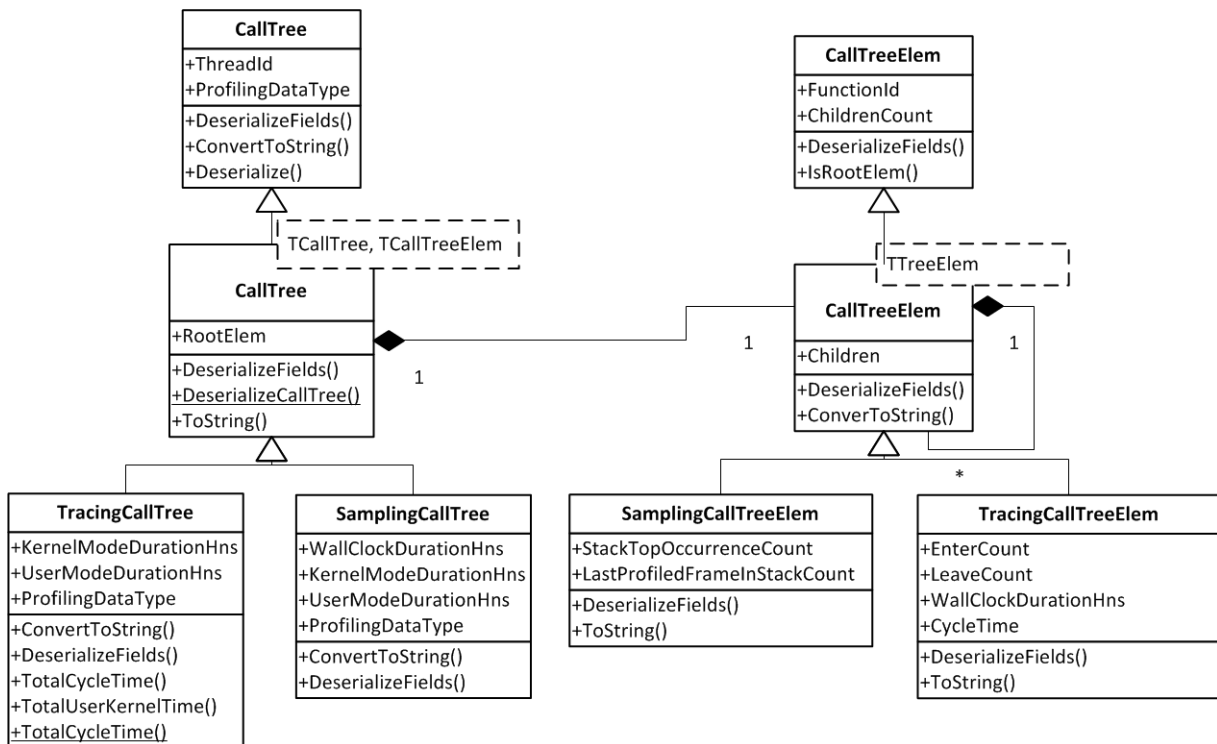 CallTree
+ThreadId
+ProfilingDataType
+DeserializeFields()
+ConvertToString()
+Deserialize()
CallTreeElem
+FunctionId
+ChildrenCount
+DeserializeFields()
+IsRootElem()
TCallTree, TCallTreeElem
CallTree
+RootElem
+DeserializeFields()
+DeserializeCallTree()
+ToString()
1
1
TTreeElem
CallTreeElem
+Children
+DeserializeFields()
+ConverToString()
1
*
TracingCallTree
+KernelModeDurationHns
+UserModeDurationHns
+ProfilingDataType
+ConvertToString()
+DeserializeFields()
+TotalCycleTime()
+TotalUserKernelTime()
+TotalCycleTime()
SamplingCallTree
+WallClockDurationHns
+KernelModeDurationHns
+UserModeDurationHns
+ProfilingDataType
+ConvertToString()
+DeserializeFields()
SamplingCallTreeElem
+StackTopOccurrenceCount
+LastProfiledFrameInStackCount
+DeserializeFields()
+ToString()
TracingCallTreeElem
+EnterCount
+LeaveCount
+WallClockDurationHns
+CycleTime
+DeserializeFields()
+ToString()